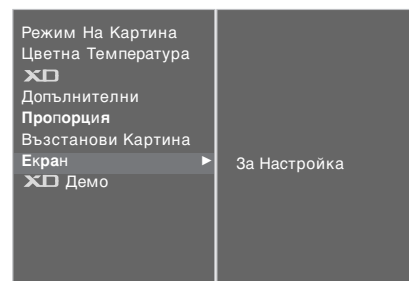 Режим На Картина
Цветна Температура
XD
Допълнителни
Пропорция
Възстанови Картина
Екран ►
За Настройка
XD Демо